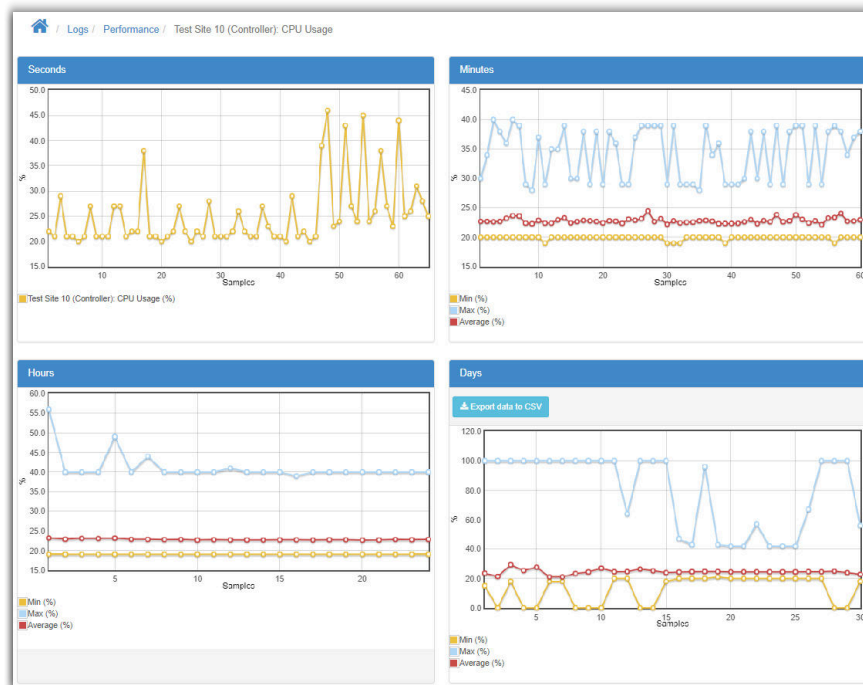 / Logs / Performance / Test Site 10 (Controller): CPU Usage
Seconds
50.0
45.0
40.0
35.0
30.0
25.0
20.0
15.0
%
10 20 30 40 50 60
Samples
Test Site 10 (Controller): CPU Usage (%)
Minutes
45.0
40.0
35.0
30.0
25.0
20.0
15.0
%
10 20 30 40 50 60
Samples
Min (%)
Max (%)
Average (%)
Hours
60.0
55.0
50.0
45.0
40.0
35.0
30.0
25.0
20.0
15.0
%
5 10 15 20
Samples
Min (%)
Max (%)
Average (%)
Days
Export data to CSV
120.0
100.0
80.0
60.0
40.0
20.0
0.0
%
5 10 15 20 25 30
Samples
Min (%)
Max (%)
Average (%)